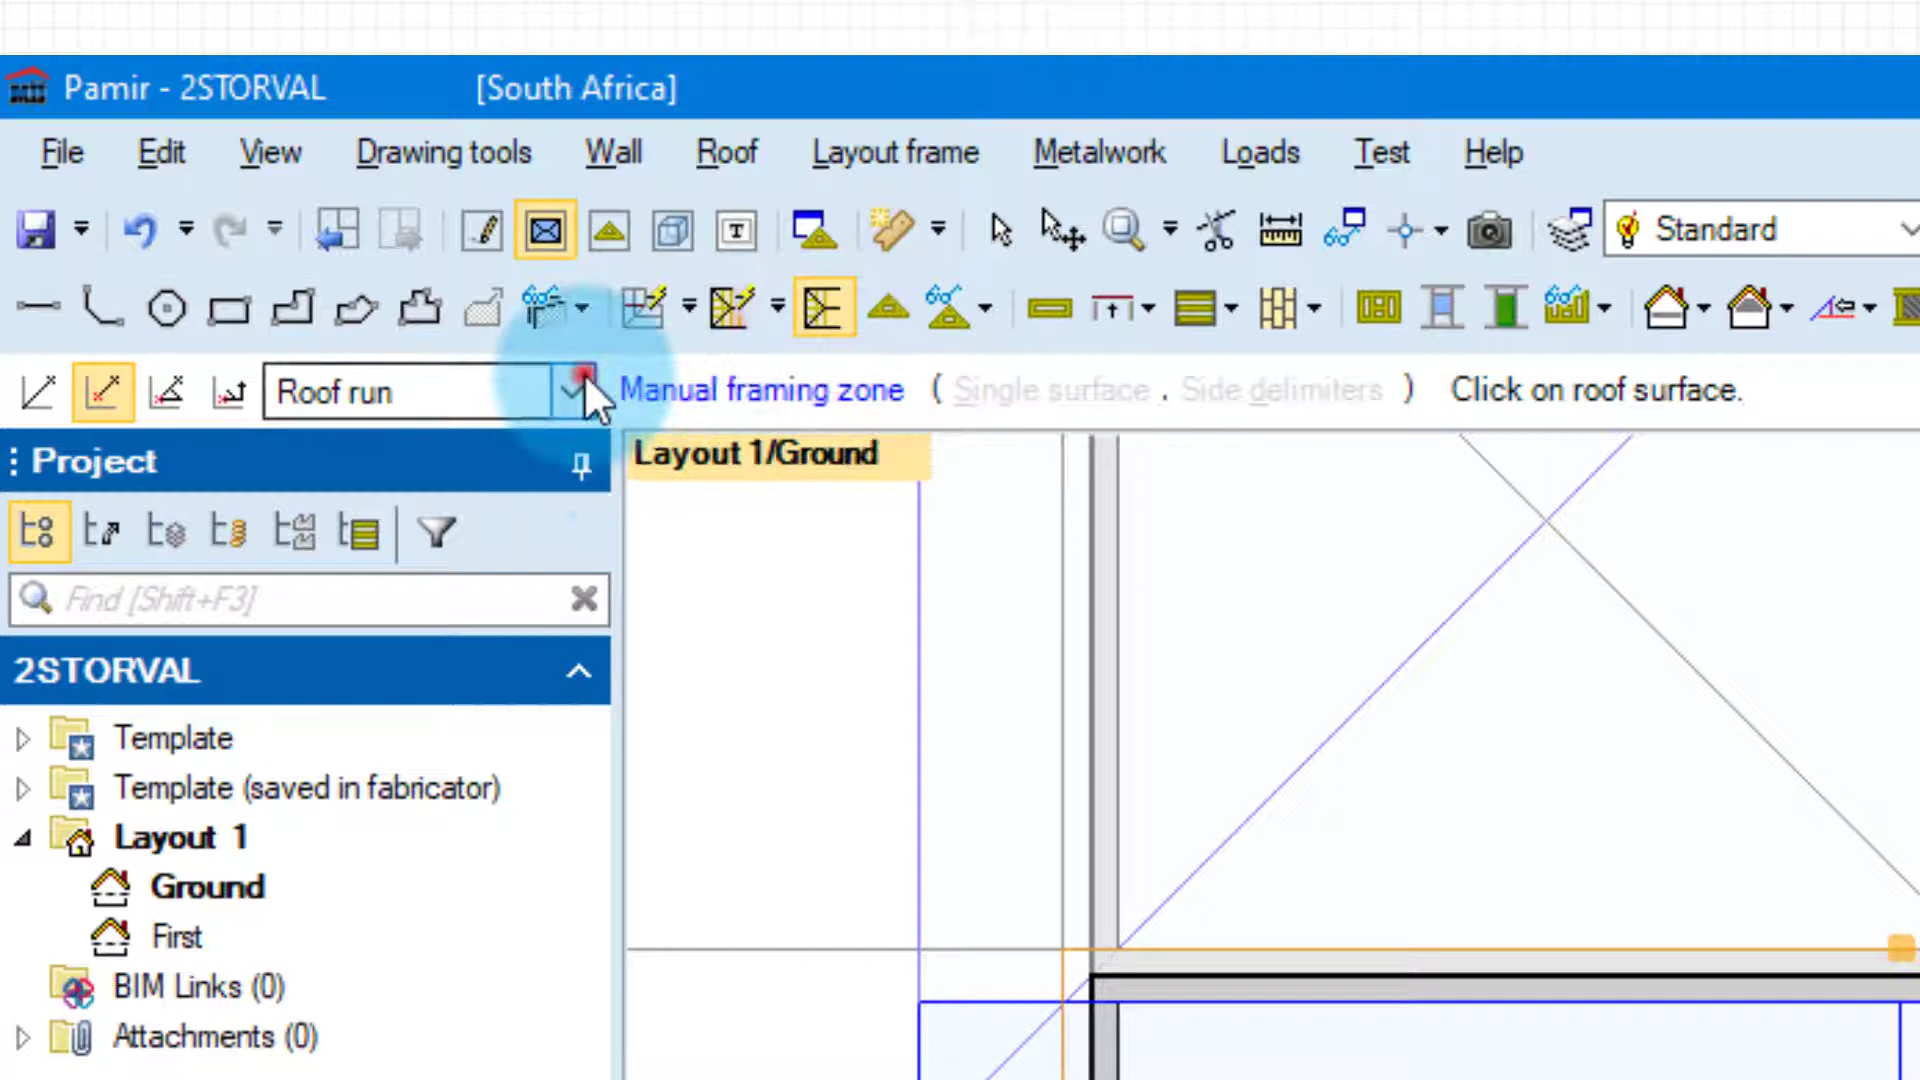 Pamir - 2STORVAL [South Africa]
File Edit View Drawing tools Wall Roof Layout frame Metalwork Loads Test Help
T Standard
Roof run Manual framing zone ( Single surface . Side delimiters ) Click on roof surface.
Project
Layout 1/Ground
Find [Shift+F3]
2STORVAL
Template
Template (saved in fabricator)
Layout 1
Ground
First
BIM Links (0)
Attachments (0)